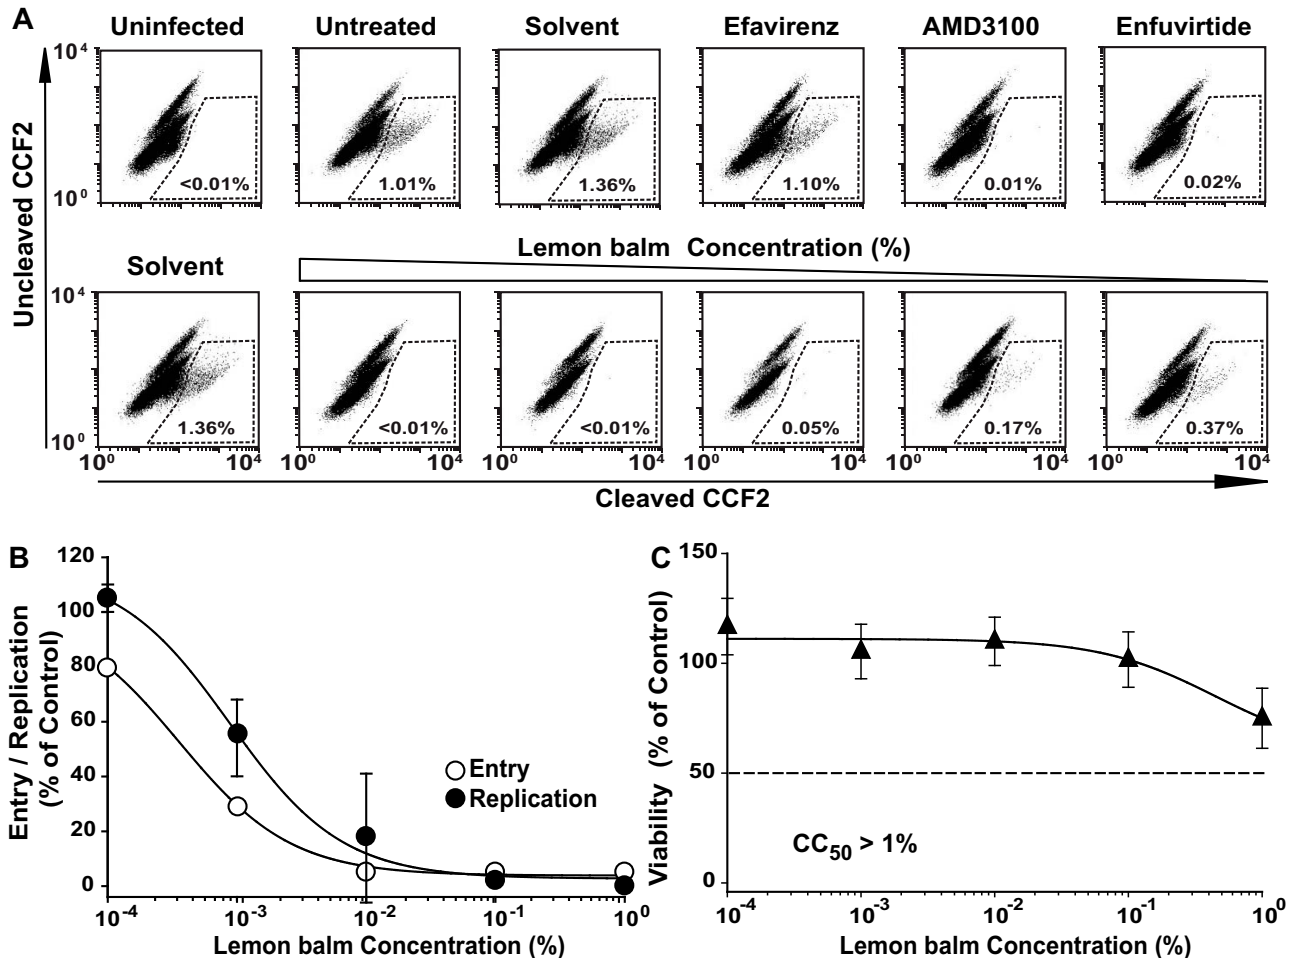 A
Uninfected Untreated Solvent Efavirenz AMD3100 Enfuvirtide
10⁴
10⁰
<0.01% 1.01% 1.36% 1.10% 0.01% 0.02%
Uncleaved CCF2
Lemon balm Concentration (%)
Solvent
10⁴
10⁰
1.36% <0.01% <0.01% 0.05% 0.17% 0.37%
10⁰ 10⁴ 10⁰ 10⁴ 10⁰ 10⁴ 10⁰ 10⁴ 10⁰ 10⁴ 10⁰ 10⁴
Cleaved CCF2
B
Entry / Replication
(% of Control)
120
100
80
60
40
20
0
Entry
Replication
10⁻⁴ 10⁻³ 10⁻² 10⁻¹ 10⁰
Lemon balm Concentration (%)
C
Viability (% of Control)
150
100
50
0
CC₅₀ > 1%
10⁻⁴ 10⁻³ 10⁻² 10⁻¹ 10⁰
Lemon balm Concentration (%)